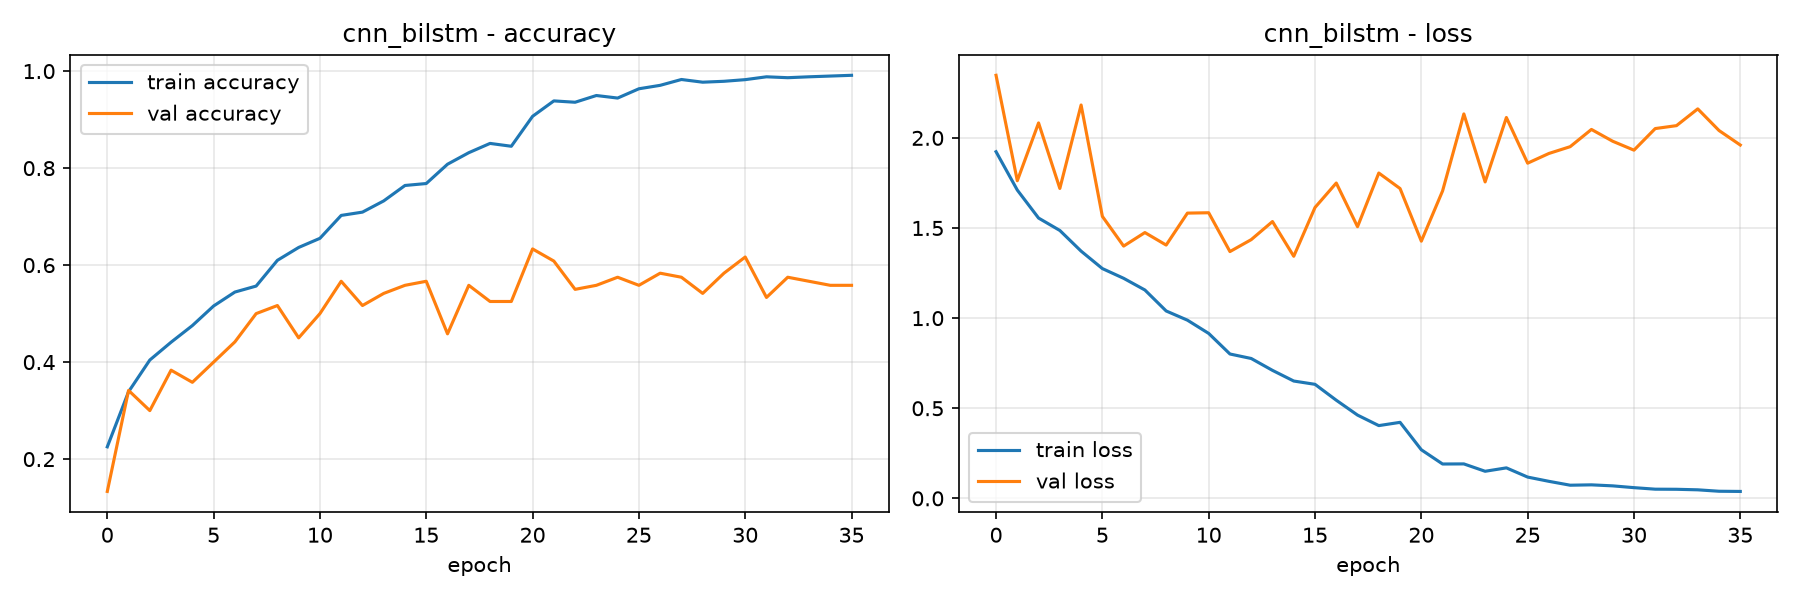 cnn_bilstm - accuracy
train accuracy
val accuracy
1.0
0.8
0.6
0.4
0.2
0 5 10 15 20 25 30 35
epoch
cnn_bilstm - loss
2.0
1.5
1.0
0.5
0.0
train loss
val loss
0 5 10 15 20 25 30 35
epoch